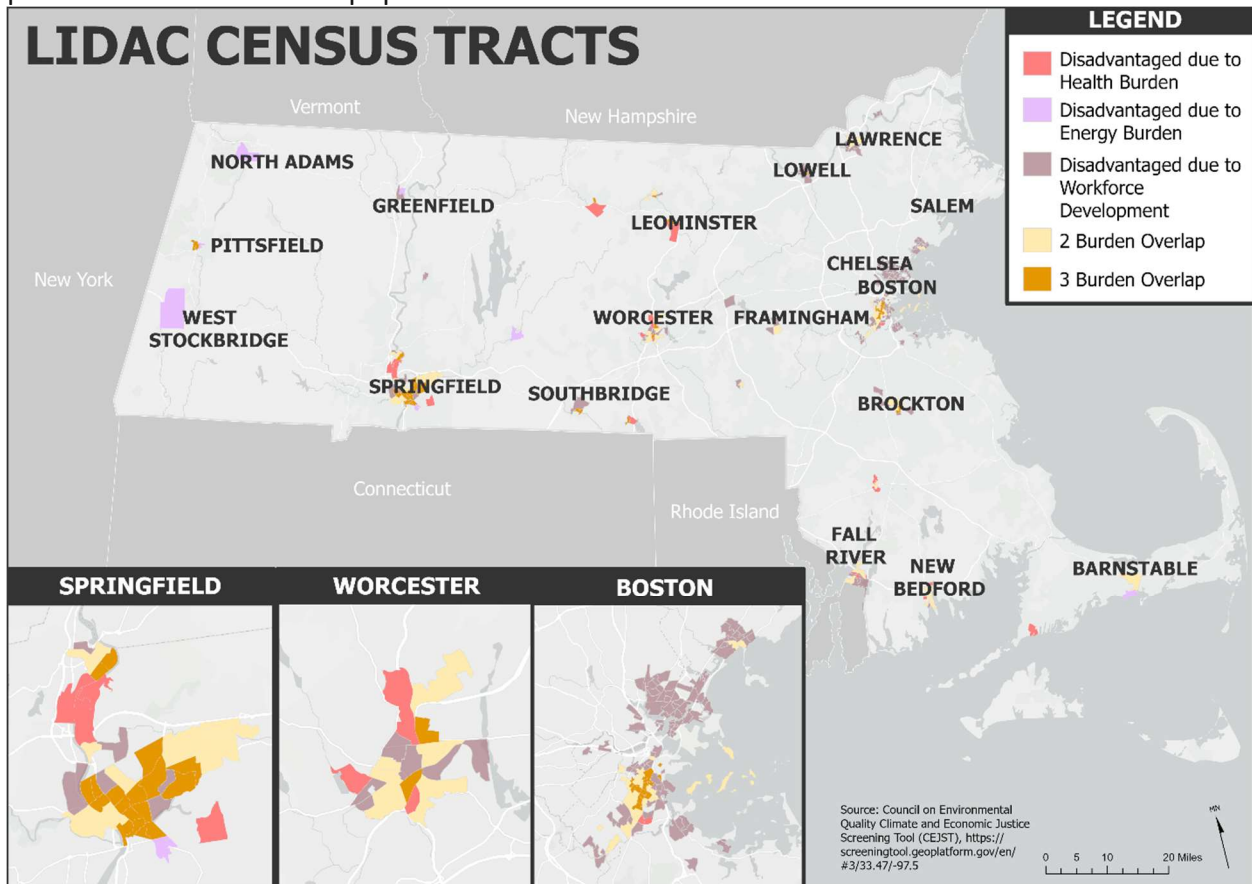 LIDAC CENSUS TRACTS
LEGEND
Disadvantaged due to
Health Burden
Disadvantaged due to
Energy Burden
Disadvantaged due to
Workforce
Development
2 Burden Overlap
3 Burden Overlap
Vermont
New Hampshire
LAWRENCE
NORTH ADAMS
LOWELL
GREENFIELD
SALEM
LEOMINSTER
PITTSFIELD
CHELSEA
New York
BOSTON
WEST
STOCKBRIDGE
WORCESTER
FRAMINGHAM
SPRINGFIELD
SOUTHBRIDGE
BROCKTON
Connecticut
Rhode Island
FALL
RIVER
NEW
BEDFORD
BARNSTABLE
SPRINGFIELD
WORCESTER
BOSTON
Source: Council on Environmental
Quality Climate and Economic Justice
Screening Tool (CEJST), https://
screeningtool.geoplatform.gov/en/
#3/33.47/-97.5
MN
0 5 10 20 Miles